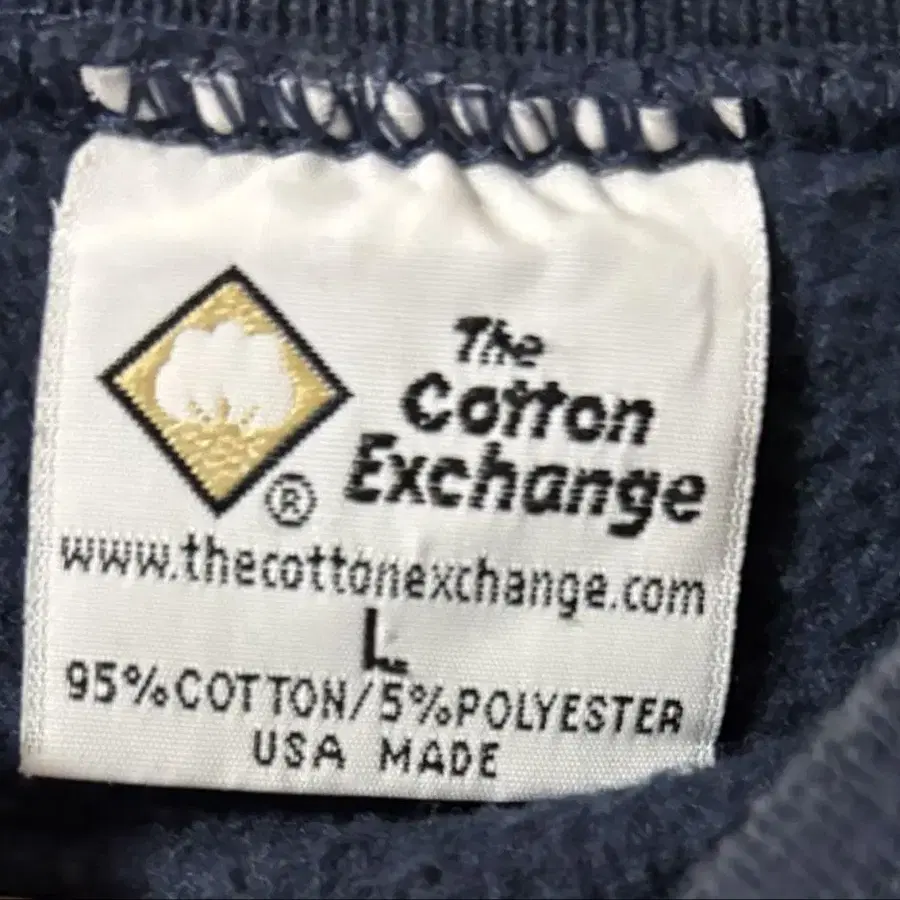 The
Cotton
Exchange
®
www.thecottonexchange.com
L
95%COTTON/5%POLYESTER
USA MADE